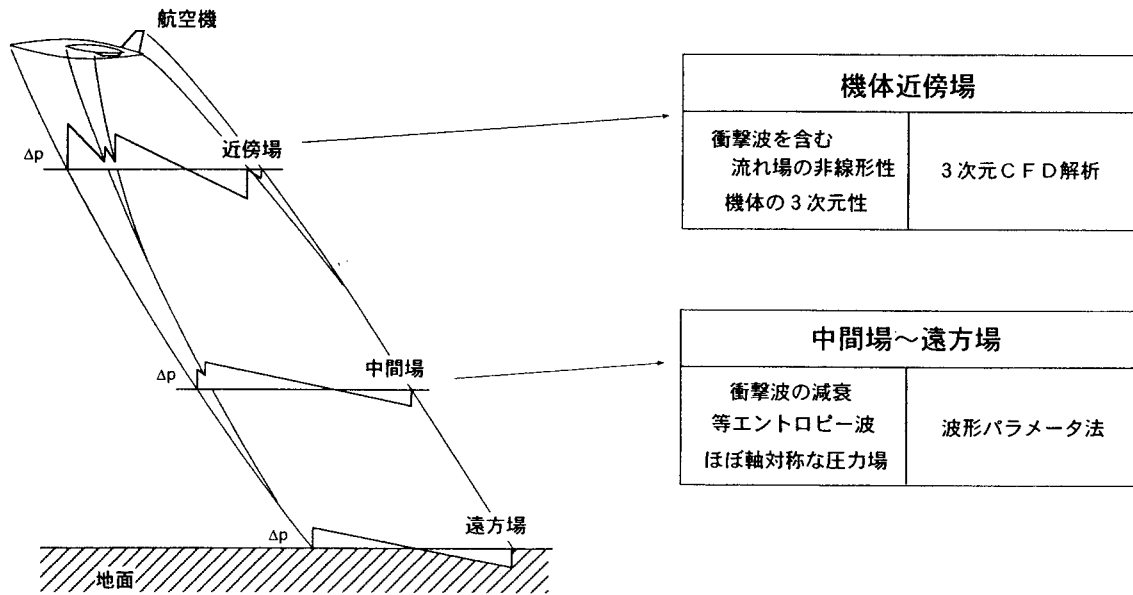 航空機
機体近傍場
近傍場
Δp
衝撃波を含む
流れ場の非線形性
機体の3次元性
3次元CFD解析
中間場～遠方場
中間場
Δp
衝撃波の減衰
等エントロピー波
ほぼ軸対称な圧力場
波形パラメータ法
遠方場
Δp
地面